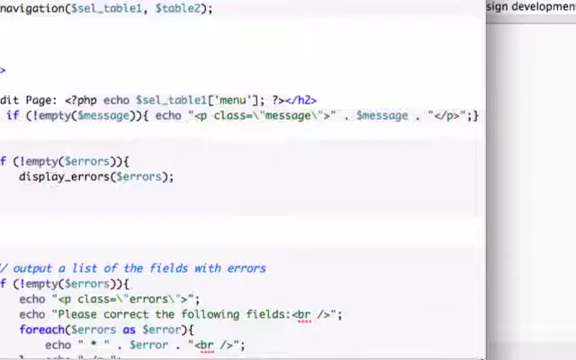 navigation($sel_table1, $table2);
sign development
>
dit Page: <?php echo $sel_table1['menu']; ?></h2>
if (!empty($message)){ echo "<p class=\"message\">" . $message . "</p>";}
f (!empty($errors)){
display_errors($errors);
// output a list of the fields with errors
f (!empty($errors)){
echo "<p class=\"errors\">";
echo "Please correct the following fields:<br />";
foreach($errors as $error){
echo " * " . $error . "<br />";